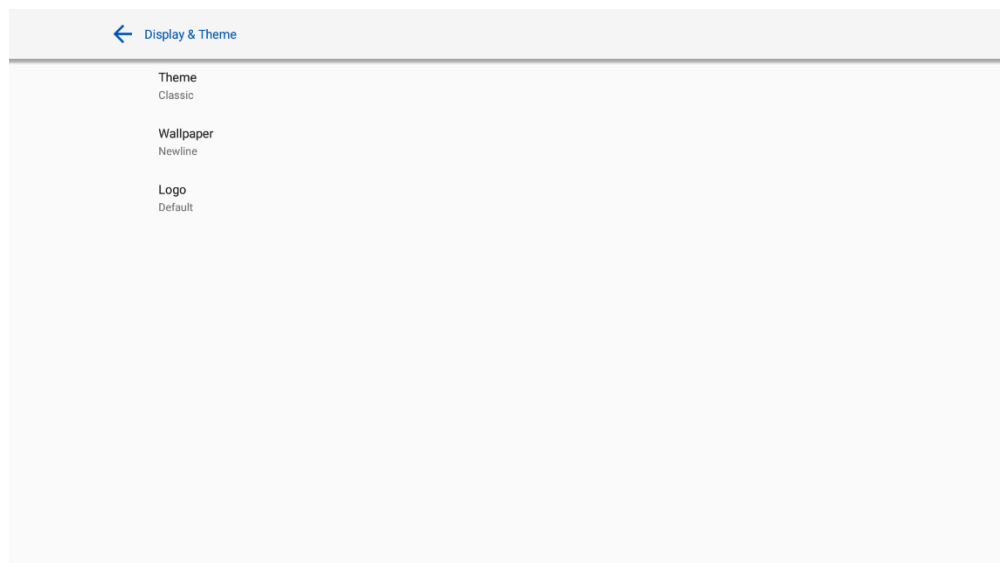 Display & Theme
Theme
Classic
Wallpaper
Newline
Logo
Default